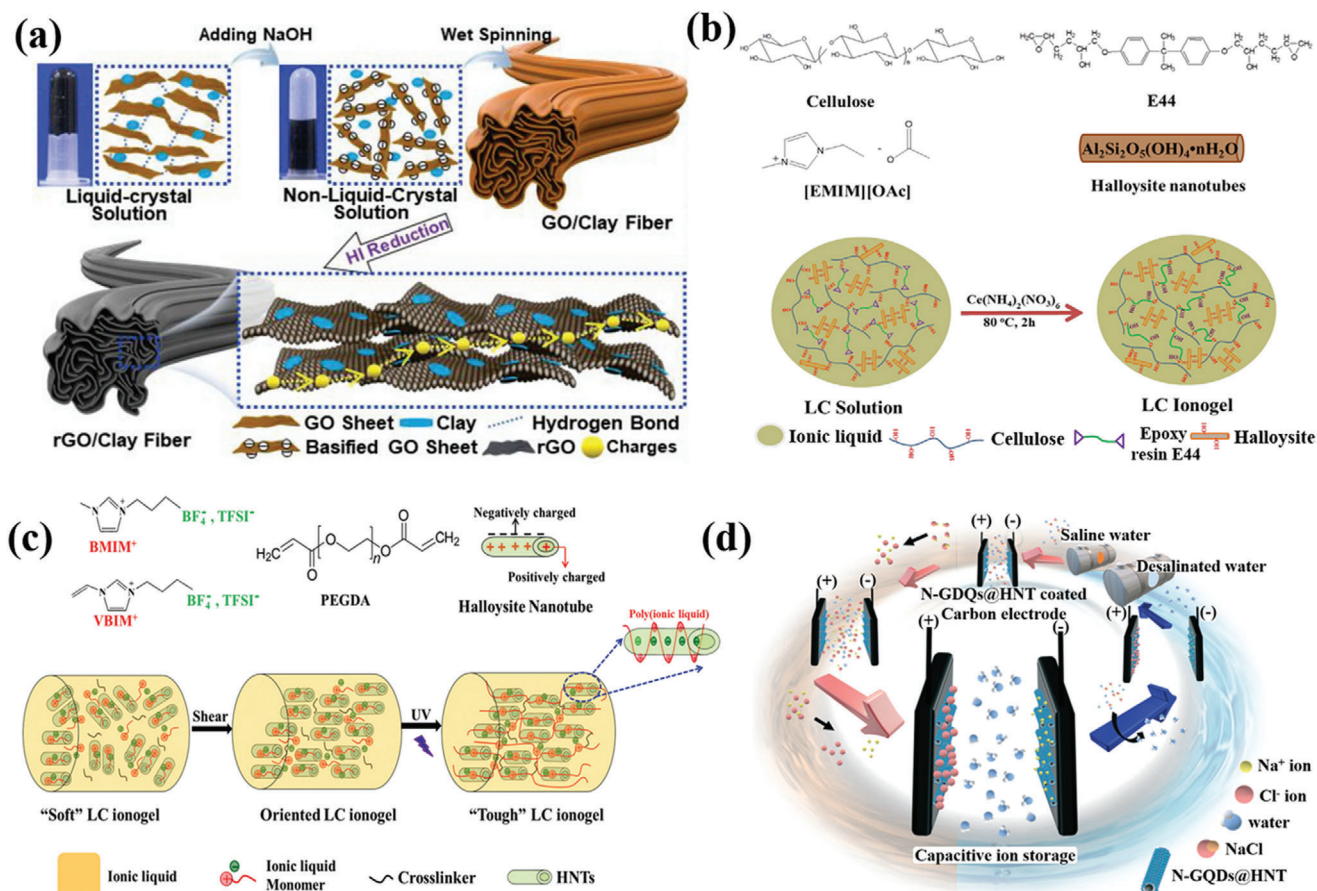 (a)
Adding NaOH
Wet Spinning
Liquid-crystal
Solution
Non-Liquid-Crystal
Solution
GO/Clay Fiber
HI Reduction
rGO/Clay Fiber
GO Sheet
Clay
Hydrogen Bond
Basified GO Sheet
rGO
Charges
(b)
Cellulose
E44
[EMIM][OAc]
Al₂Si₂O₅(OH)₄•nH₂O
Halloysite nanotubes
Ce(NH₄)₂(NO₃)₆
80 °C, 2h
LC Solution
LC Ionogel
Ionic liquid
Cellulose
Epoxy
resin E44
Halloysite
(c)
BF₄⁻, TFSI⁻
BMIM⁺
BF₄⁻, TFSI⁻
VBIM⁺
H₂C
O
O
O
n
O
CH₂
PEGDA
Negatively charged
Positively charged
Halloysite Nanotube
Poly(ionic liquid)
Shear
UV
“Soft” LC ionogel
Oriented LC ionogel
“Tough” LC ionogel
Ionic liquid
Ionic liquid
Monomer
Crosslinker
HNTs
(d)
(+)
(-)
Saline water
Desalinated water
(+)
(-)
N-GDQs@HNT coated
Carbon electrode
(+)
(-)
(+)
(-)
Capacitive ion storage
Na⁺ ion
Cl⁻ ion
water
NaCl
N-GQDs@HNT